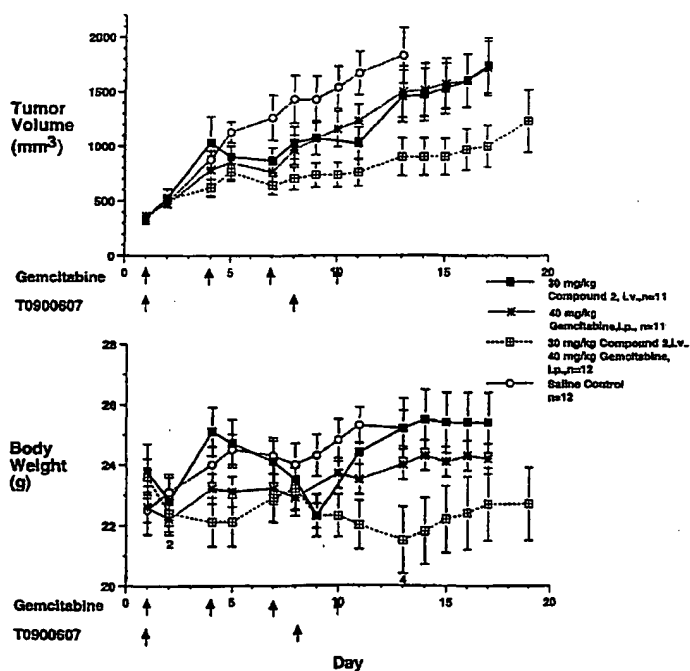 2000
Tumor
Volume
(mm³)
1500
1000
500
0
0 5 10 15 20
Gemcitabine
T0900607
30 mg/kg
Compound 2, i.v., n=11
40 mg/kg
Gemcitabine, i.p., n=11
30 mg/kg Compound 2, i.v.,
40 mg/kg Gemcitabine,
i.p., n=12
Saline Control
n=12
28
26
Body
Weight
(g)
24
22
20
2
4
0 5 10 15 20
Gemcitabine
T0900607
Day